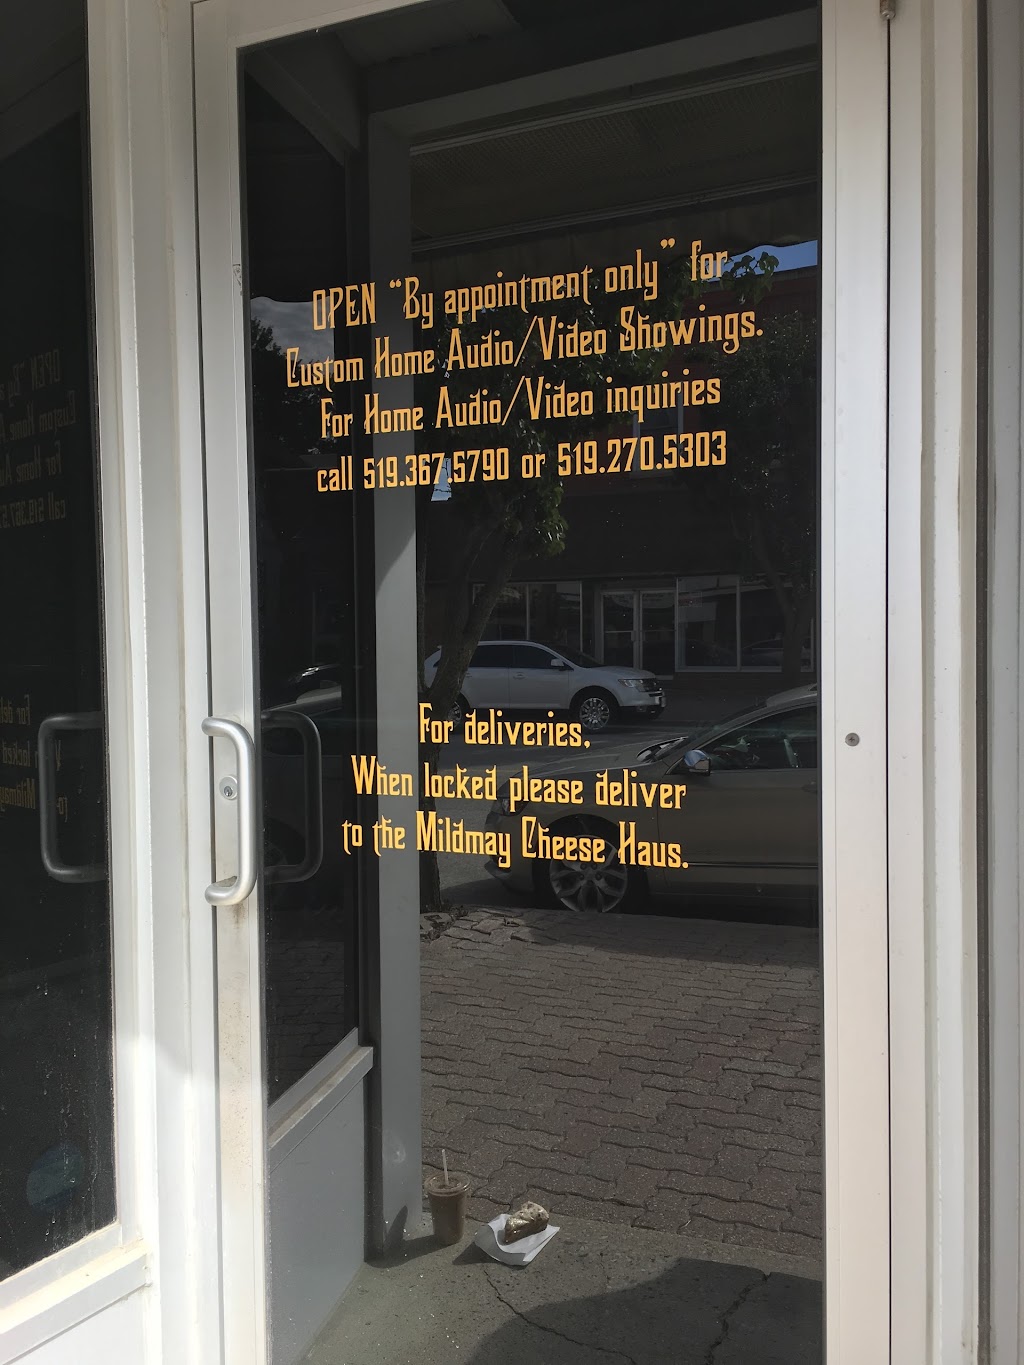 OPEN “By appointment only” for
Custom Home Audio/Video Showings.
For Home Audio/Video inquiries
call 519.367.5790 or 519.270.5303
For deliveries,
When locked please deliver
to the Mildmay Cheese Haus.